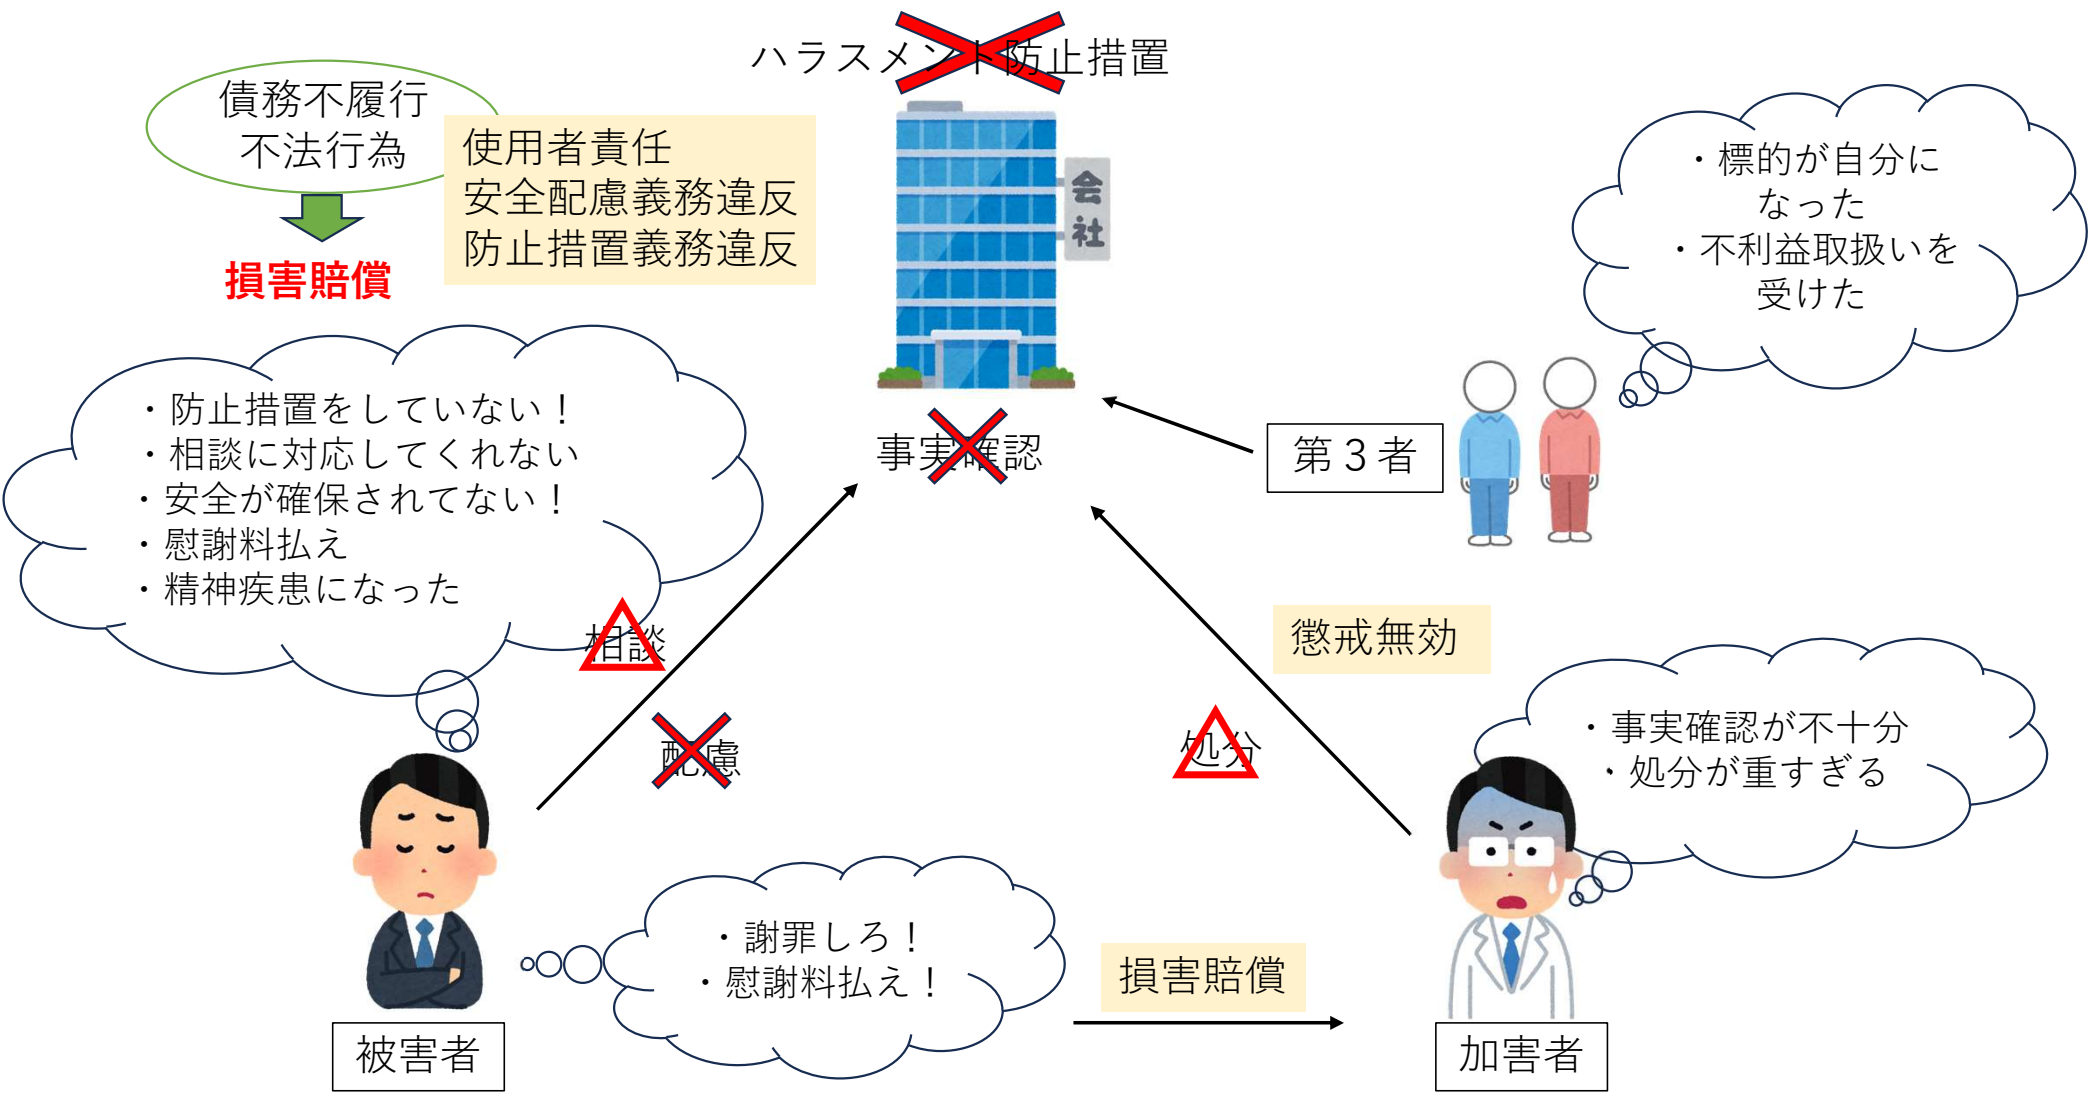 ハラスメント防止措置
債務不履行
不法行為
使用者責任
安全配慮義務違反
防止措置義務違反
損害賠償
会社
・標的が自分に
なった
・不利益取扱いを
受けた
・防止措置をしていない！
・相談に対応してくれない
・安全が確保されてない！
・慰謝料払え
・精神疾患になった
事実確認
第３者
相談
配慮
懲戒無効
処分
・事実確認が不十分
・処分が重すぎる
・謝罪しろ！
・慰謝料払え！
損害賠償
被害者
加害者